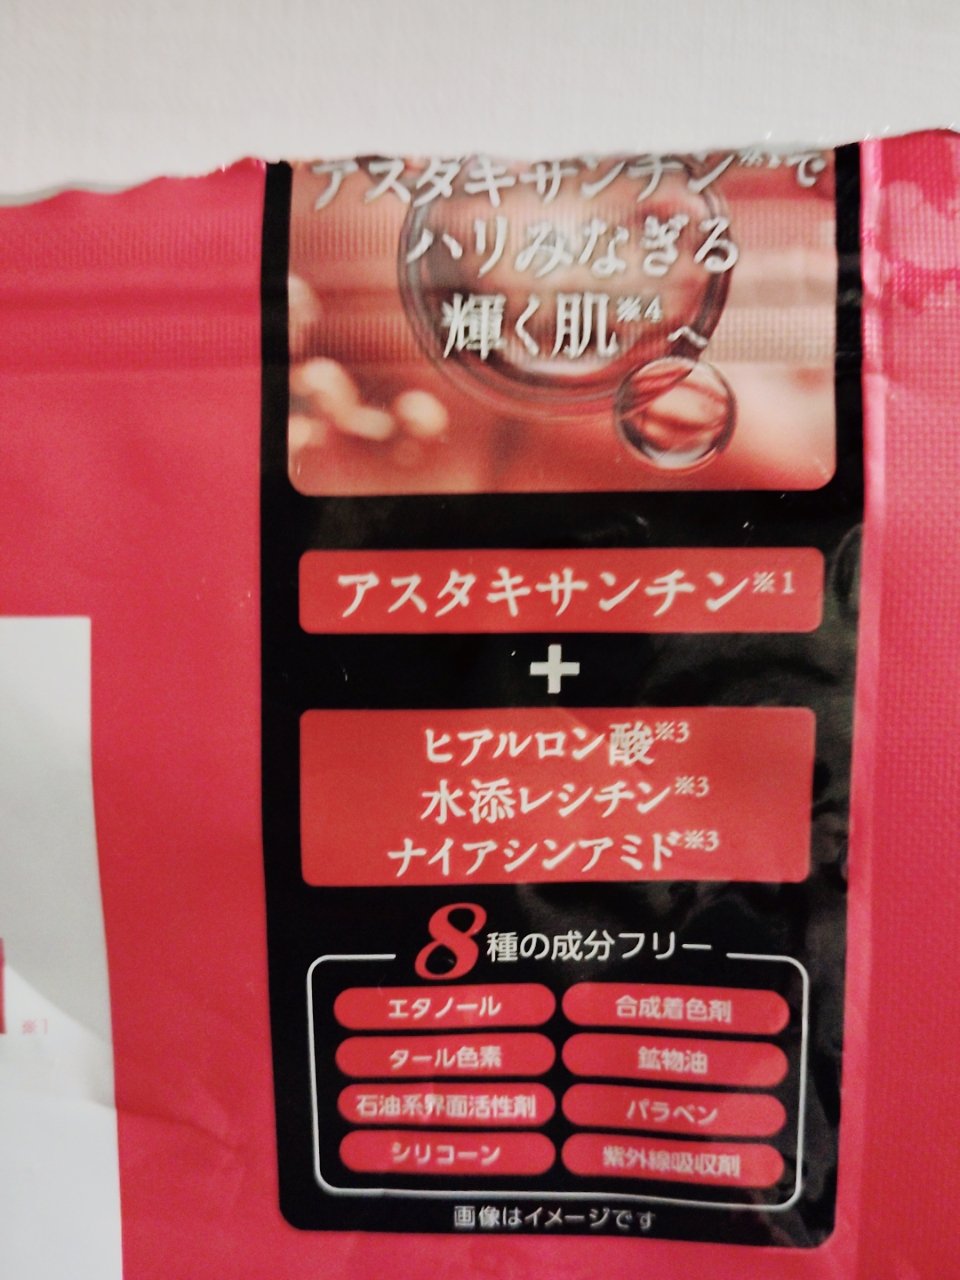 アスタキサンチン※1で
ハリみなぎる
輝く肌※4へ
アスタキサンチン※1
+
ヒアルロン酸※3
水添レシチン※3
ナイアシンアミド※3
8種の成分フリー
エタノール 合成着色剤
タール色素 鉱物油
石油系界面活性剤 パラベン
シリコーン 紫外線吸収剤
画像はイメージです
※1